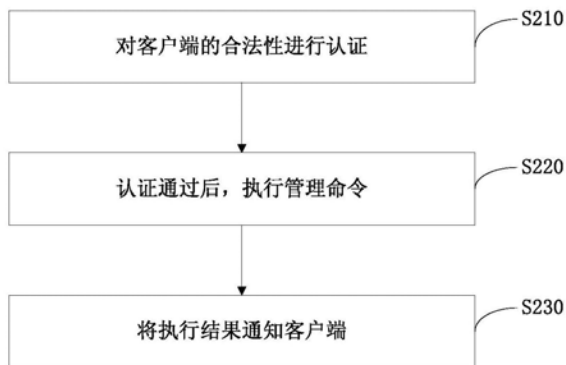 S210
对客户端的合法性进行认证
S220
认证通过后，执行管理命令
S230
将执行结果通知客户端